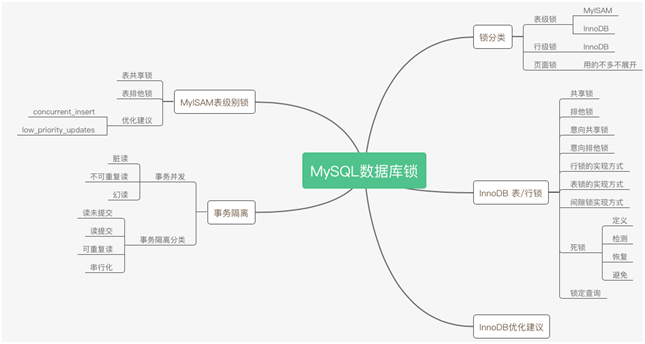 MySQL数据库锁
锁分类
表级锁
MyISAM
InnoDB
行级锁
InnoDB
页面锁
用的不多不展开
InnoDB 表/行锁
共享锁
排他锁
意向共享锁
意向排他锁
行锁的实现方式
表锁的实现方式
间隙锁实现方式
死锁
定义
检测
恢复
避免
锁定查询
InnoDB优化建议
MyISAM表级别锁
表共享锁
表排他锁
优化建议
concurrent_insert
low_priority_updates
事务隔离
事务并发
脏读
不可重复读
幻读
事务隔离分类
读未提交
读提交
可重复读
串行化